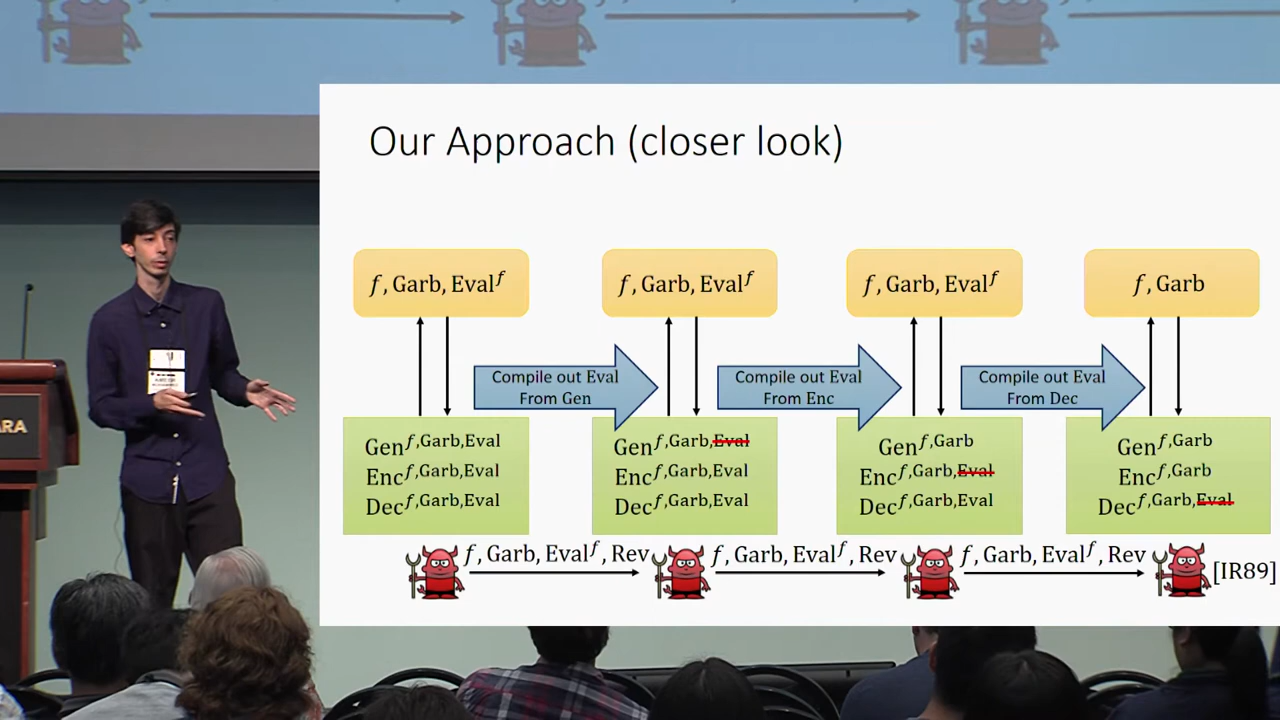 Our Approach (closer look)
f, Garb, Eval^f
f, Garb, Eval^f
f, Garb, Eval^f
f, Garb
Compile out Eval
From Gen
Compile out Eval
From Enc
Compile out Eval
From Dec
Gen^f,Garb,Eval
Enc^f,Garb,Eval
Dec^f,Garb,Eval
Gen^f,Garb,Eval
Enc^f,Garb,Eval
Dec^f,Garb,Eval
Gen^f,Garb
Enc^f,Garb,Eval
Dec^f,Garb,Eval
Gen^f,Garb
Enc^f,Garb
Dec^f,Garb,Eval
f, Garb, Eval^f, Rev
f, Garb, Eval^f, Rev
f, Garb, Eval^f, Rev
[IR89]
ARA